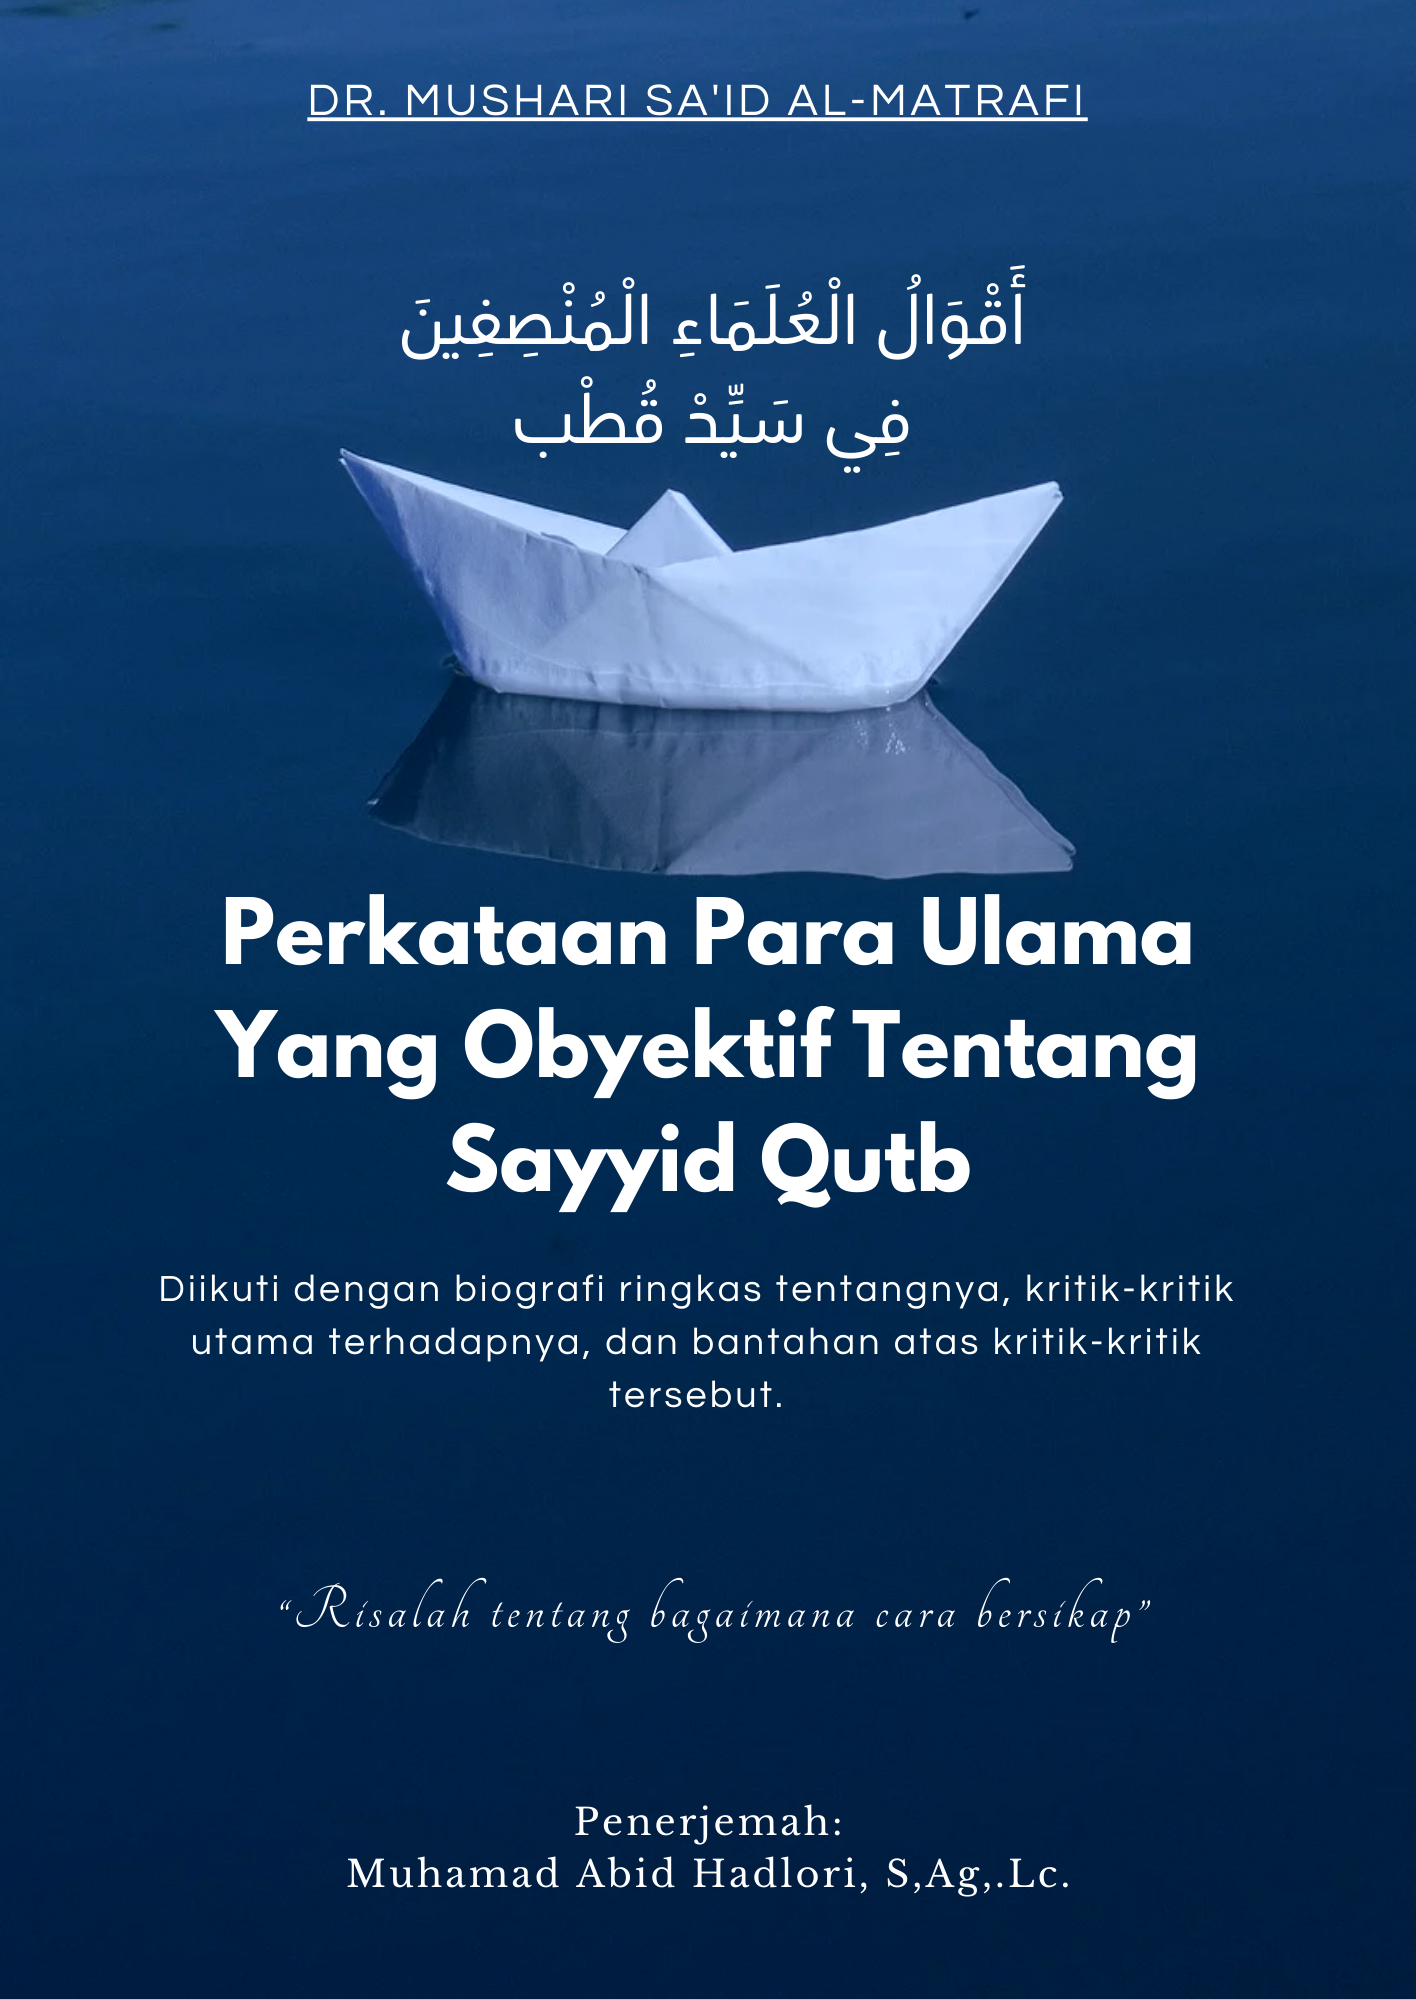 DR. MUSHARI SA'ID AL-MATRAFI
أَقْوَالُ الْعُلَمَاءِ الْمُنْصِفِينَ
فِي سَيِّدْ قُطْب
Perkataan Para Ulama
Yang Obyektif Tentang
Sayyid Qutb
Diikuti dengan biografi ringkas tentangnya, kritik-kritik
utama terhadapnya, dan bantahan atas kritik-kritik
tersebut.
“Risalah tentang bagaimana cara bersikap”
Penerjemah:
Muhamad Abid Hadlori, S,Ag,.Lc.